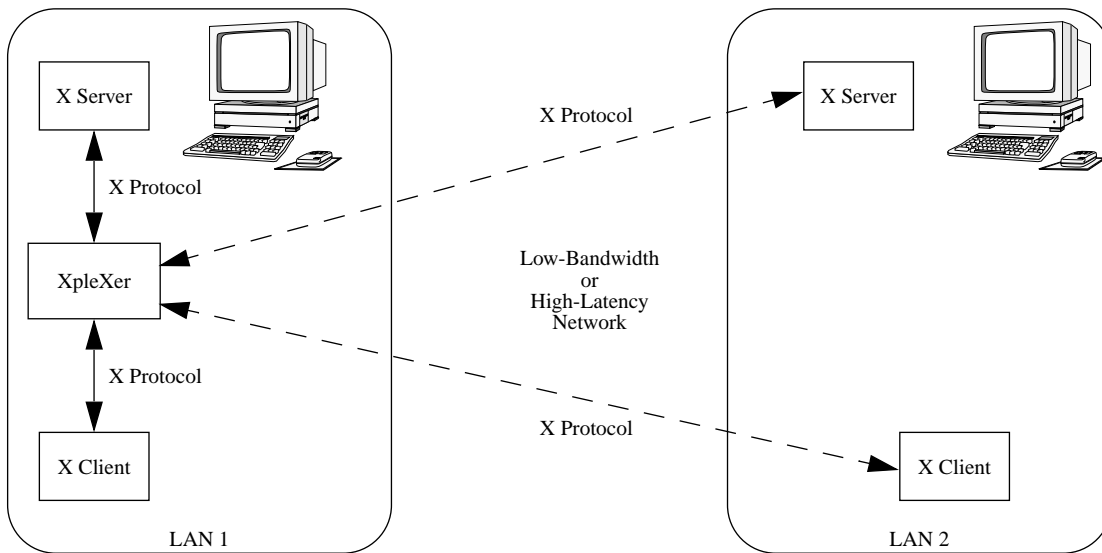 X Server
X Protocol
X Server
X Protocol
XpleXer
Low-Bandwidth
or
High-Latency
Network
X Protocol
X Protocol
X Client
X Client
LAN 1
LAN 2